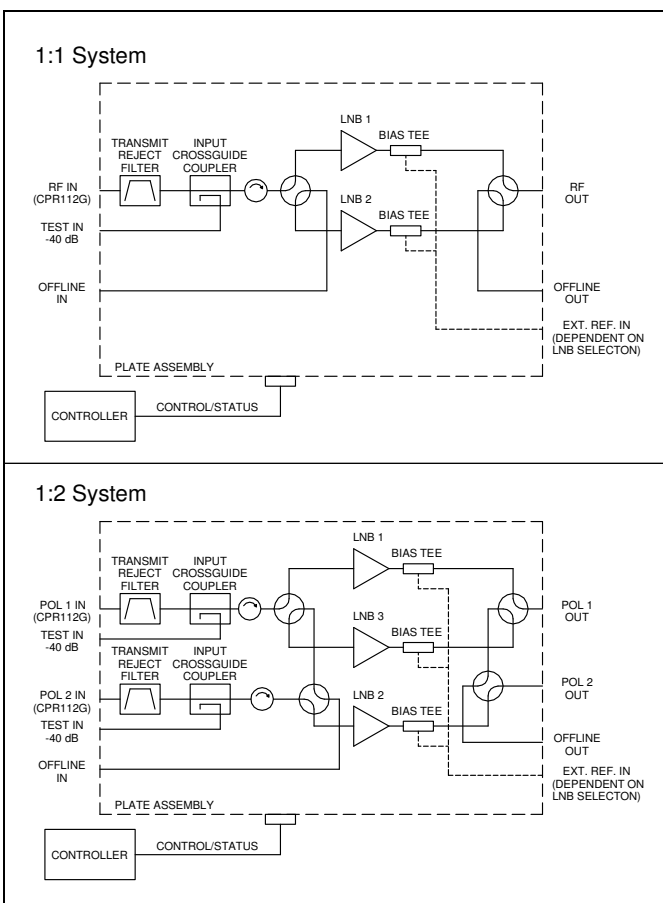 1:1 System
LNB 1
BIAS TEE
TRANSMIT
REJECT
FILTER
INPUT
CROSSGUIDE
COUPLER
RF IN
(CPR112G)
TEST IN
-40 dB
OFFLINE
IN
LNB 2
BIAS TEE
RF
OUT
OFFLINE
OUT
EXT. REF. IN
(DEPENDENT ON
LNB SELECTON)
PLATE ASSEMBLY
CONTROLLER
CONTROL/STATUS
1:2 System
LNB 1
BIAS TEE
TRANSMIT
REJECT
FILTER
INPUT
CROSSGUIDE
COUPLER
POL 1 IN
(CPR112G)
TEST IN
-40 dB
LNB 3
BIAS TEE
POL 1
OUT
TRANSMIT
REJECT
FILTER
INPUT
CROSSGUIDE
COUPLER
POL 2 IN
(CPR112G)
TEST IN
-40 dB
OFFLINE
IN
LNB 2
BIAS TEE
POL 2
OUT
OFFLINE
OUT
EXT. REF. IN
(DEPENDENT ON
LNB SELECTON)
PLATE ASSEMBLY
CONTROLLER
CONTROL/STATUS